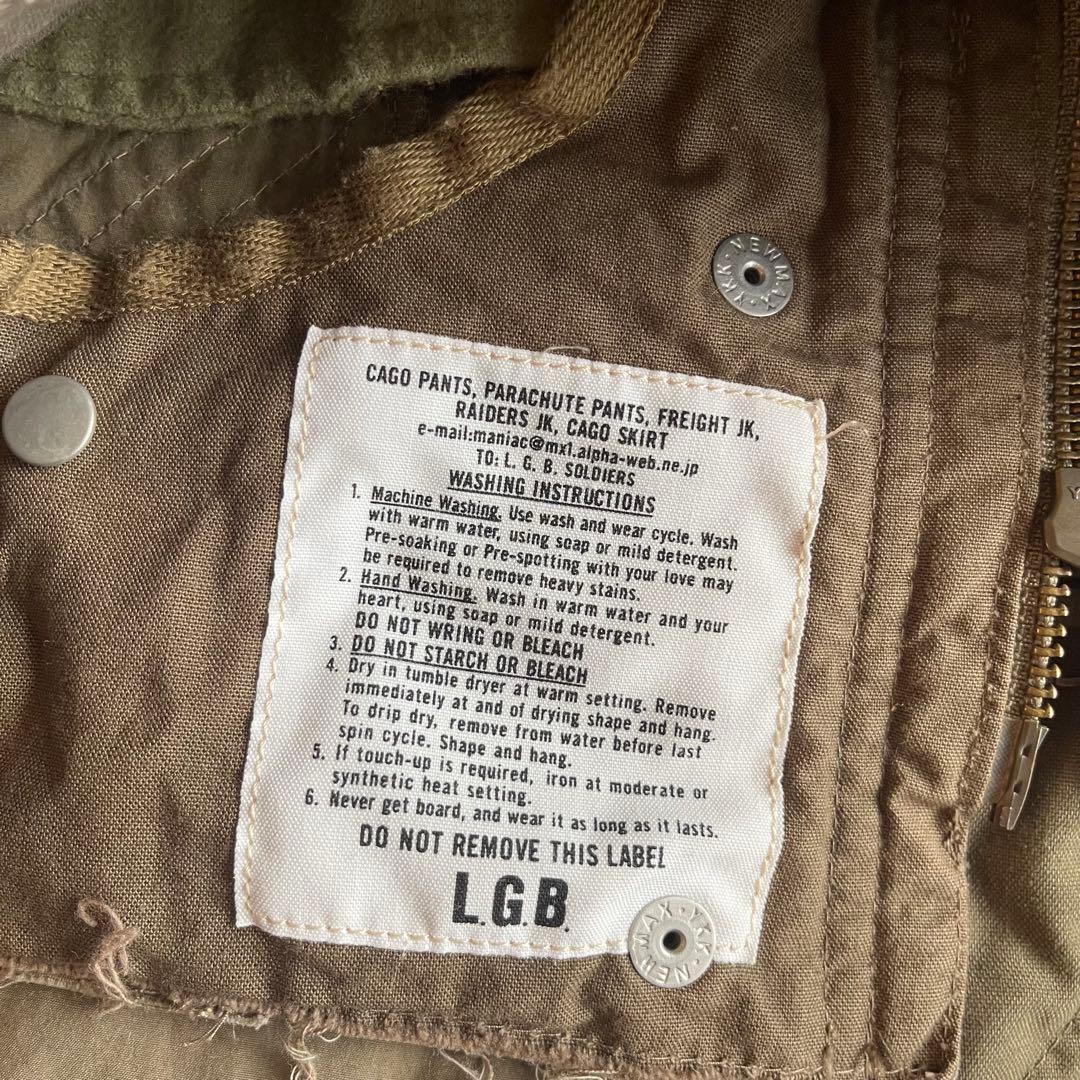 NEWMAX・YKK・
CAGO PANTS, PARACHUTE PANTS, FREIGHT JK,
RAIDERS JK, CAGO SKIRT
e-mail:maniac@mx1.alpha-web.ne.jp
TO: L. G. B. SOLDIERS
WASHING INSTRUCTIONS
1. Machine Washing. Use wash and wear cycle. Wash
with warm water, using soap or mild detergent.
Pre-soaking or Pre-spotting with your love may
be required to remove heavy stains.
2. Hand Washing. Wash in warm water and your
heart, using soap or mild detergent.
DO NOT WRING OR BLEACH
3. DO NOT STARCH OR BLEACH
4. Dry in tumble dryer at warm setting. Remove
immediately at and of drying shape and hang.
To drip dry, remove from water before last
spin cycle. Shape and hang.
5. If touch-up is required, iron at moderate or
synthetic heat setting.
6. Never get board, and wear it as long as it lasts.
DO NOT REMOVE THIS LABEL
L.G.B.
NEWMAX・YKK・